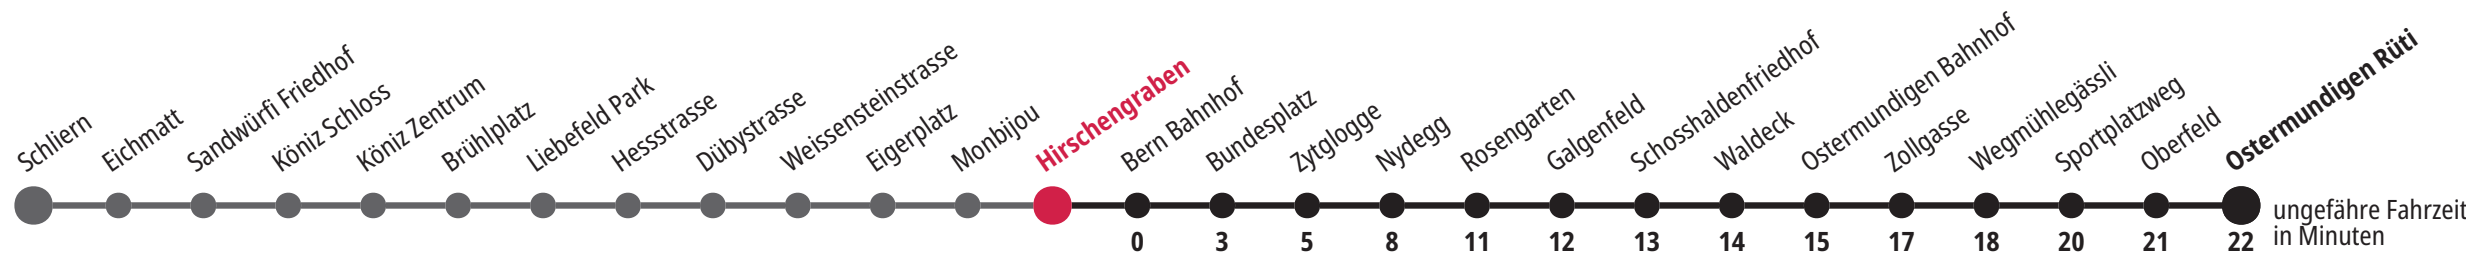 Schliern
Eichmatt
Sandwürfi Friedhof
Köniz Schloss
Köniz Zentrum
Brühlplatz
Liebefeld Park
Hessstrasse
Dübystrasse
Weissensteinstrasse
Eigerplatz
Monbijou
Hirschengraben
Bern Bahnhof
Bundesplatz
Zytglogge
Nydegg
Rosengarten
Galgenfeld
Schosshaldenfriedhof
Waldeck
Ostermundigen Bahnhof
Zollgasse
Wegmühlegässli
Sportplatzweg
Oberfeld
Ostermundigen Rüti
0 3 5 8 11 12 13 14 15 17 18 20 21 22
ungefähre Fahrzeit
in Minuten